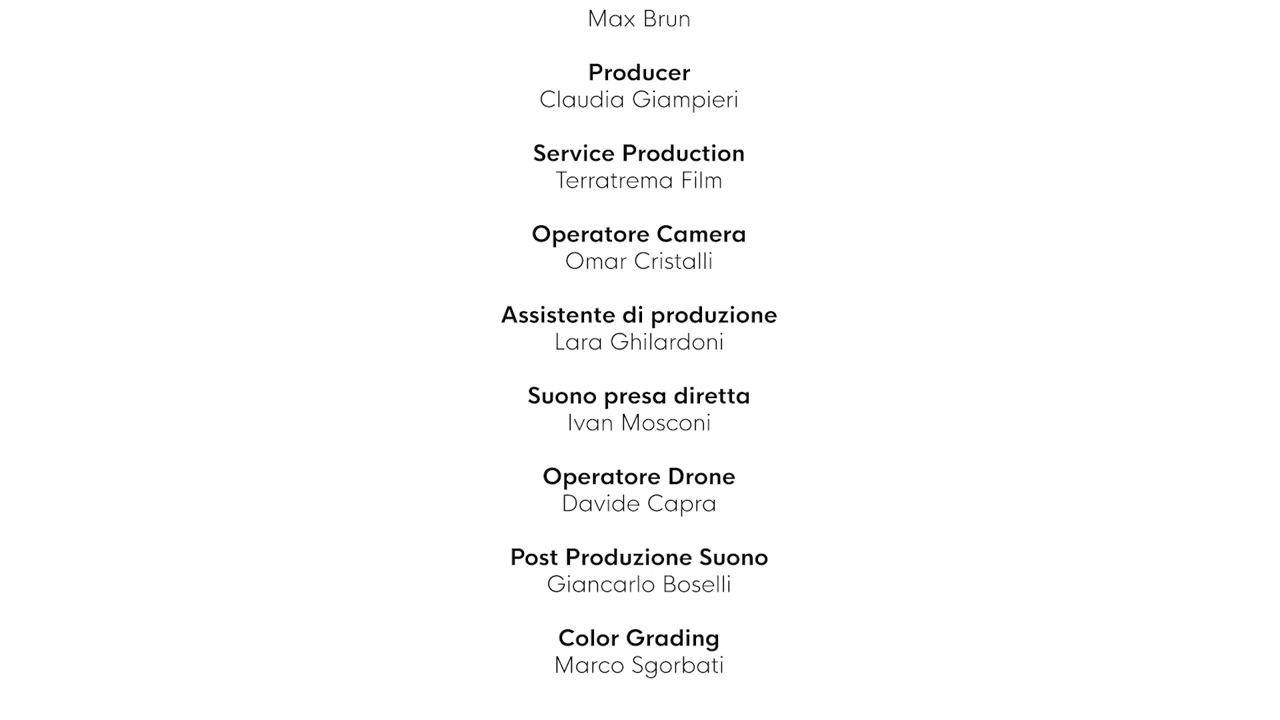 Max Brun
Producer
Claudia Giampieri
Service Production
Terratrema Film
Operatore Camera
Omar Cristalli
Assistente di produzione
Lara Ghilardoni
Suono presa diretta
Ivan Mosconi
Operatore Drone
Davide Capra
Post Produzione Suono
Giancarlo Boselli
Color Grading
Marco Sgorbati